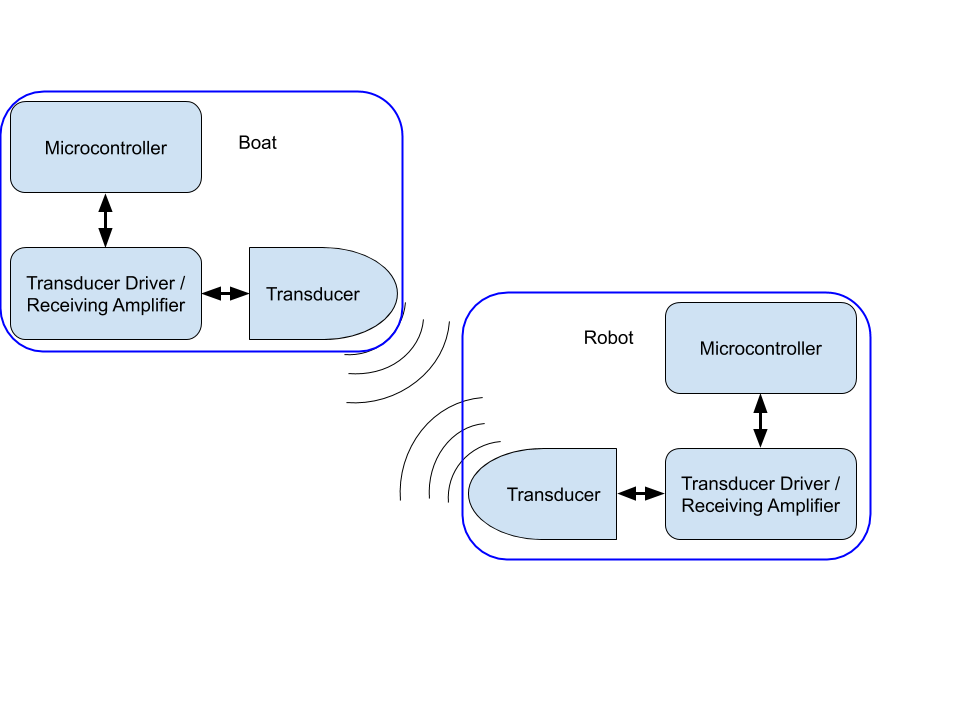 Microcontroller
Boat
Transducer Driver /
Receiving Amplifier
Transducer
Robot
Microcontroller
Transducer
Transducer Driver /
Receiving Amplifier